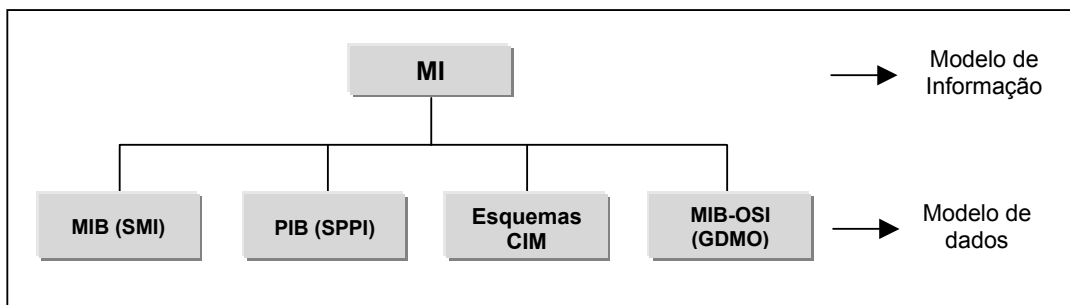 MI
Modelo de
Informação
MIB (SMI)
PIB (SPPI)
Esquemas
CIM
MIB-OSI
(GDMO)
Modelo de
dados